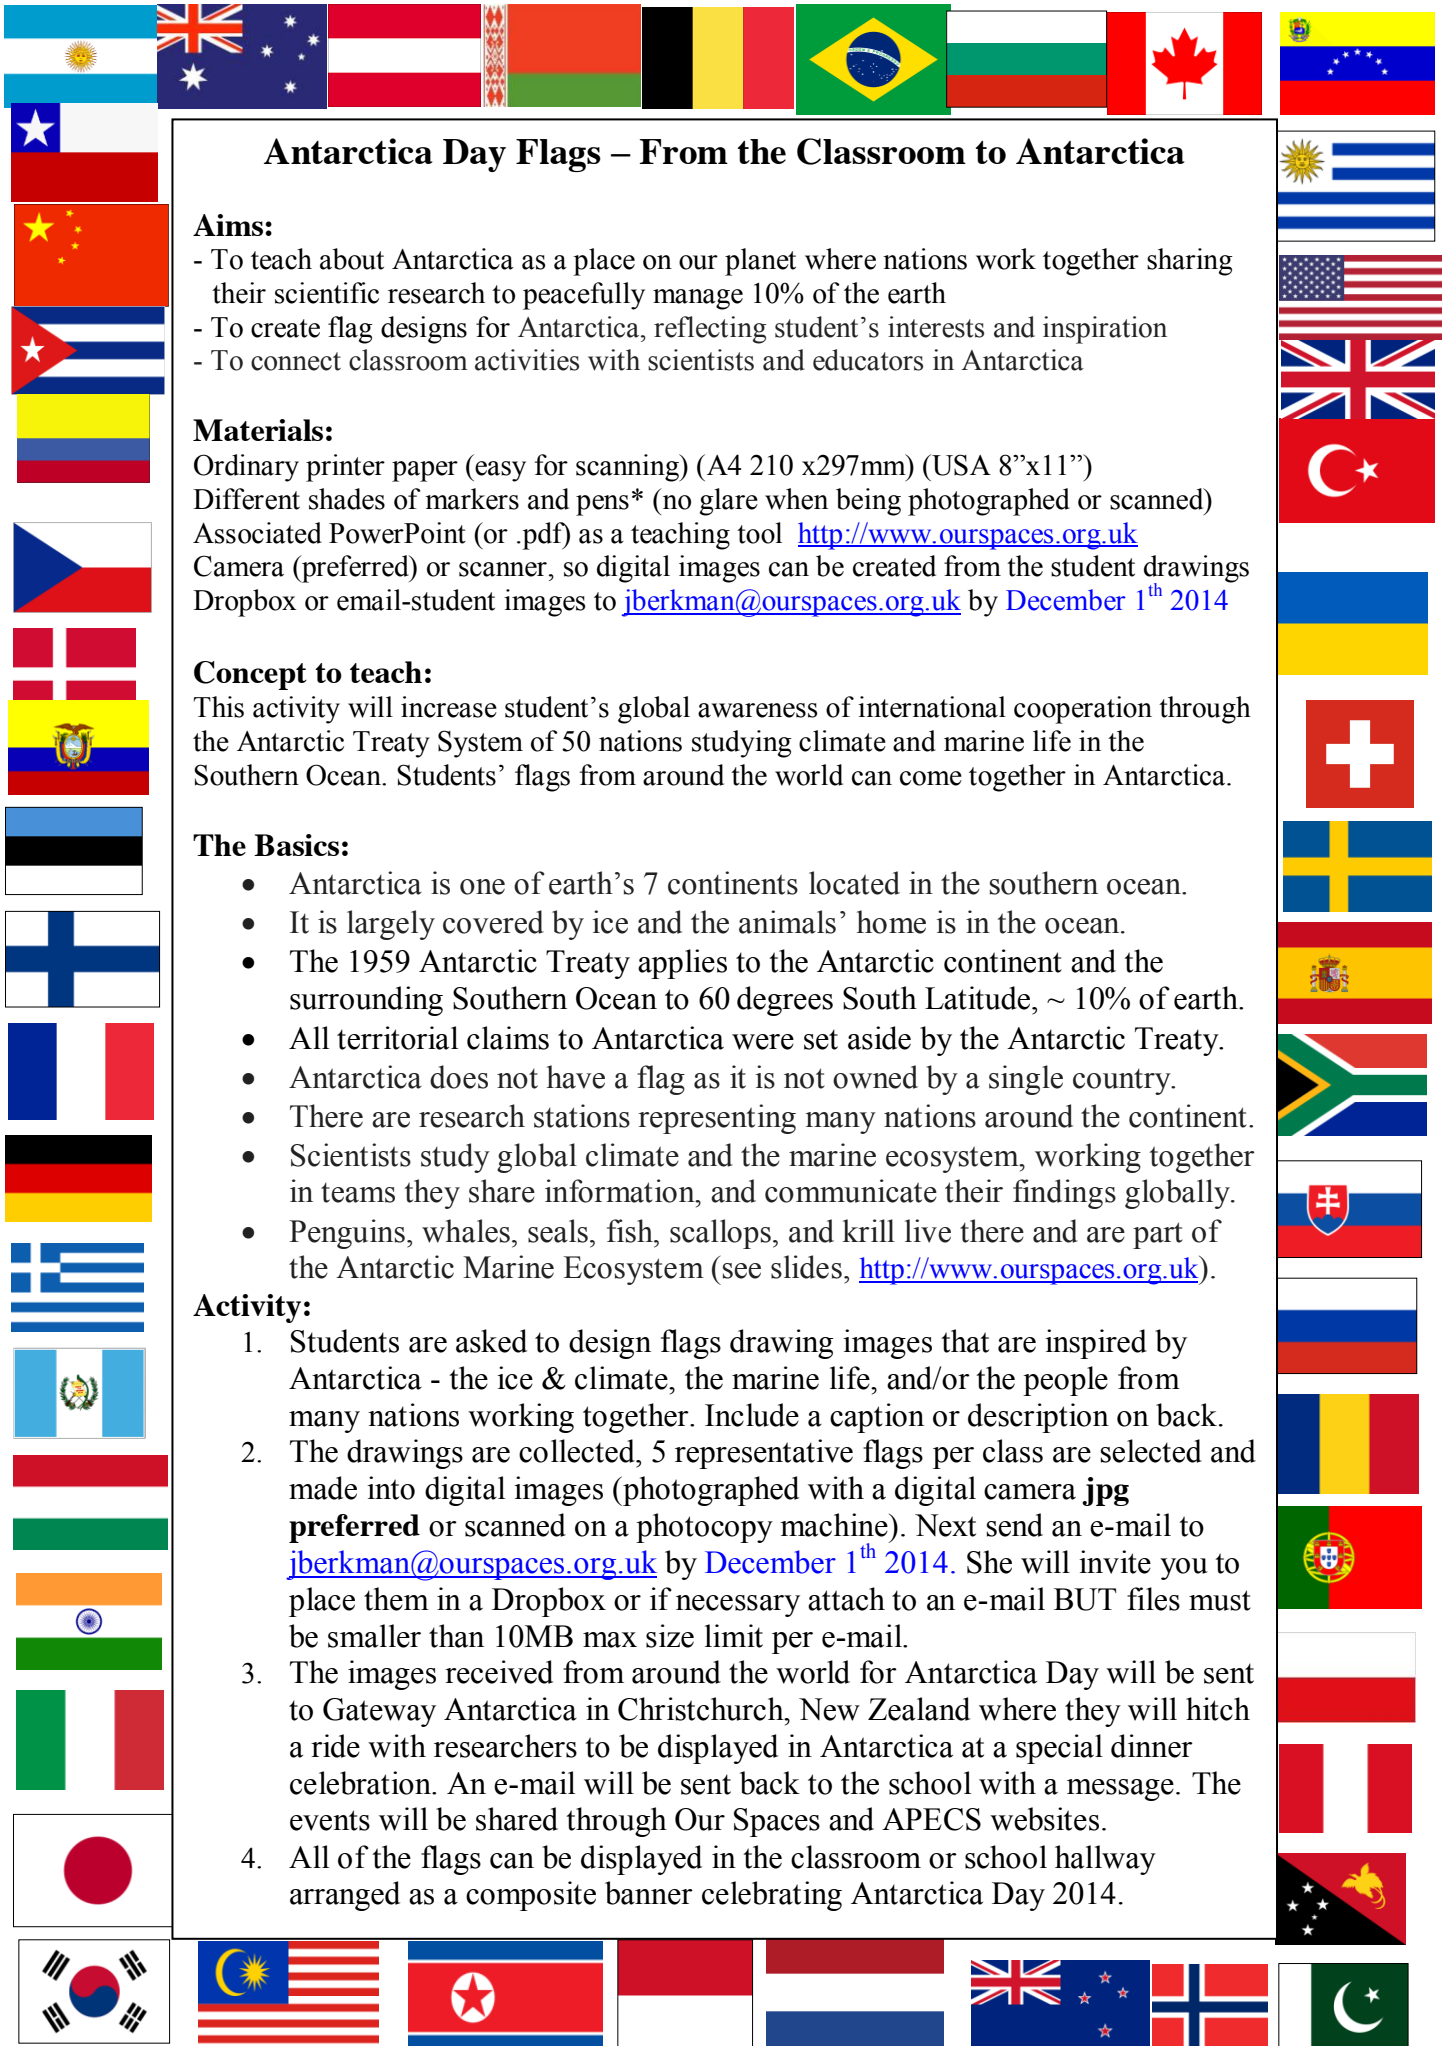 Antarctica Day Flags – From the Classroom to Antarctica
Aims:
- To teach about Antarctica as a place on our planet where nations work together sharing
their scientific research to peacefully manage 10% of the earth
- To create flag designs for Antarctica, reflecting student’s interests and inspiration
- To connect classroom activities with scientists and educators in Antarctica
Materials:
Ordinary printer paper (easy for scanning) (A4 210 x297mm) (USA 8”x11”)
Different shades of markers and pens* (no glare when being photographed or scanned)
Associated PowerPoint (or .pdf) as a teaching tool http://www.ourspaces.org.uk
Camera (preferred) or scanner, so digital images can be created from the student drawings
Dropbox or email-student images to jberkman@ourspaces.org.uk by December 1th 2014
Concept to teach:
This activity will increase student’s global awareness of international cooperation through
the Antarctic Treaty System of 50 nations studying climate and marine life in the
Southern Ocean. Students’ flags from around the world can come together in Antarctica.
The Basics:
• Antarctica is one of earth’s 7 continents located in the southern ocean.
• It is largely covered by ice and the animals’ home is in the ocean.
• The 1959 Antarctic Treaty applies to the Antarctic continent and the
surrounding Southern Ocean to 60 degrees South Latitude, ~ 10% of earth.
• All territorial claims to Antarctica were set aside by the Antarctic Treaty.
• Antarctica does not have a flag as it is not owned by a single country.
• There are research stations representing many nations around the continent.
• Scientists study global climate and the marine ecosystem, working together
in teams they share information, and communicate their findings globally.
• Penguins, whales, seals, fish, scallops, and krill live there and are part of
the Antarctic Marine Ecosystem (see slides, http://www.ourspaces.org.uk).
Activity:
1. Students are asked to design flags drawing images that are inspired by
Antarctica - the ice & climate, the marine life, and/or the people from
many nations working together. Include a caption or description on back.
2. The drawings are collected, 5 representative flags per class are selected and
made into digital images (photographed with a digital camera jpg
preferred or scanned on a photocopy machine). Next send an e-mail to
jberkman@ourspaces.org.uk by December 1th 2014. She will invite you to
place them in a Dropbox or if necessary attach to an e-mail BUT files must
be smaller than 10MB max size limit per e-mail.
3. The images received from around the world for Antarctica Day will be sent
to Gateway Antarctica in Christchurch, New Zealand where they will hitch
a ride with researchers to be displayed in Antarctica at a special dinner
celebration. An e-mail will be sent back to the school with a message. The
events will be shared through Our Spaces and APECS websites.
4. All of the flags can be displayed in the classroom or school hallway
arranged as a composite banner celebrating Antarctica Day 2014.